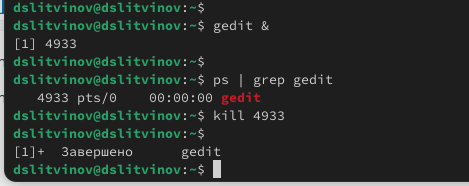 dslitvinov@dslitvinov:~$
dslitvinov@dslitvinov:~$ gedit &
[1] 4933
dslitvinov@dslitvinov:~$
dslitvinov@dslitvinov:~$ ps | grep gedit
   4933 pts/0    00:00:00 gedit
dslitvinov@dslitvinov:~$ kill 4933
dslitvinov@dslitvinov:~$
[1]+  Завершено      gedit
dslitvinov@dslitvinov:~$